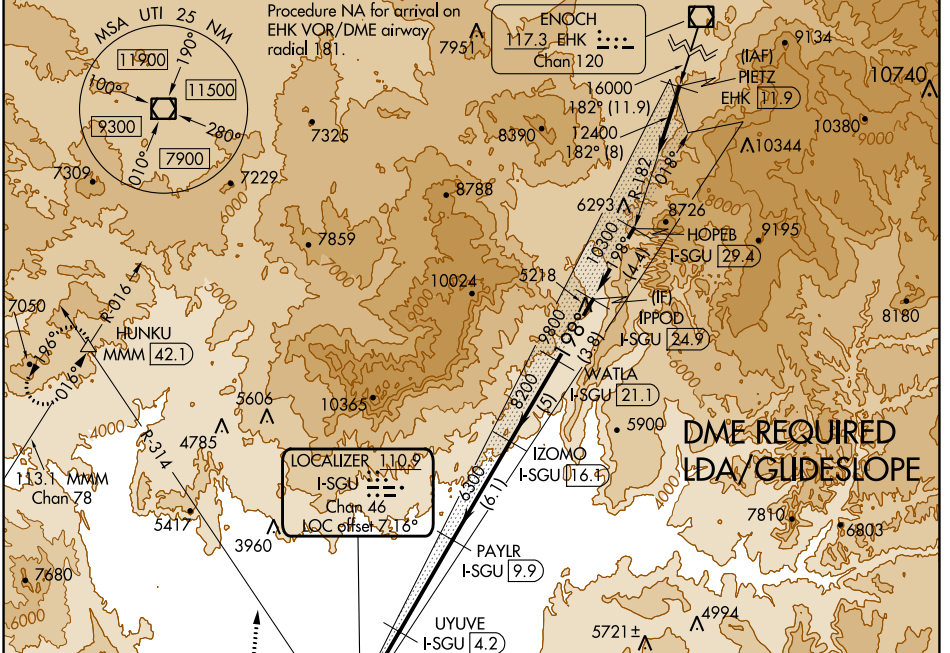 MSA UTI 25 NM
11900
190°
100°
11500
9300
280°
010°
7900
Procedure NA for arrival on
EHK VOR/DME airway
radial 181.
7951
ENOCH
117.3 EHK
Chan 120
16000
182° (11.9)
12400
182° (8)
(IAF)
PIETZ
EHK 11.9
9134
10740
10380
10344
7325
8390
7309
7229
8788
6000
R-182
018°
6293
8726
8000
HOPEB
I-SGU 29.4
9195
7859
10300
198°
(4.4)
5218
10024
5000
(IF)
IPPOD
I-SGU 24.9
8180
7050
R-016
HUNKU
MMM 42.1
196°
016°
9800
198°
(3.8)
WATLA
I-SGU 21.1
5606
10365
8200
(5)
5900
4785
4000
R-314
DME REQUIRED
LDA/GLIDESLOPE
113.1 MMM
Chan 78
LOCALIZER 110.9
I-SGU
Chan 46
LOC offset 7.16°
IZOMO
I-SGU 16.1
6300
(6.1)
5417
3960
7810
6803
4000
7680
6000
PAYLR
I-SGU 9.9
UYUVE
I-SGU 4.2
4994
5721±
5000